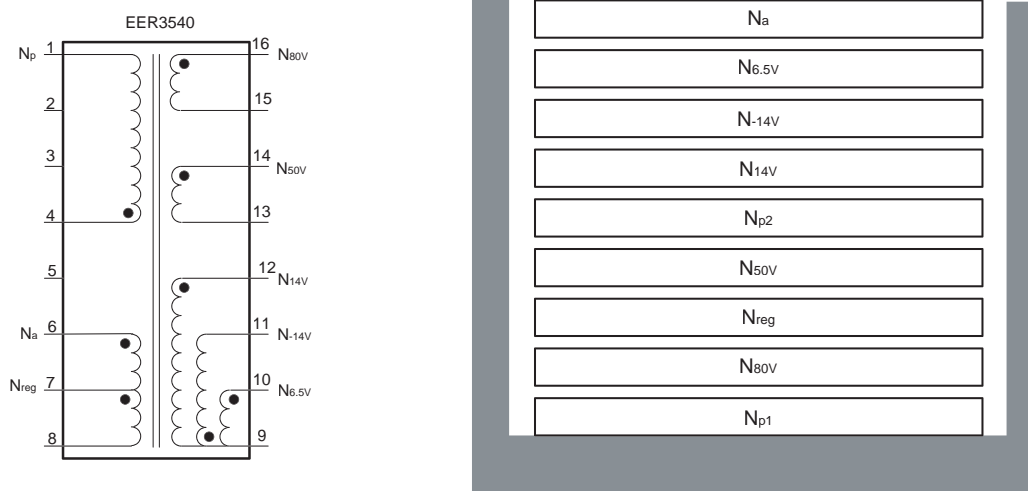 EER3540
Np 1
2
3
4
5
Na 6
Nreg 7
8
16 N80V
15
14 N50V
13
12 N14V
11 N-14V
10 N6.5V
9
Na
N6.5V
N-14V
N14V
Np2
N50V
Nreg
N80V
Np1